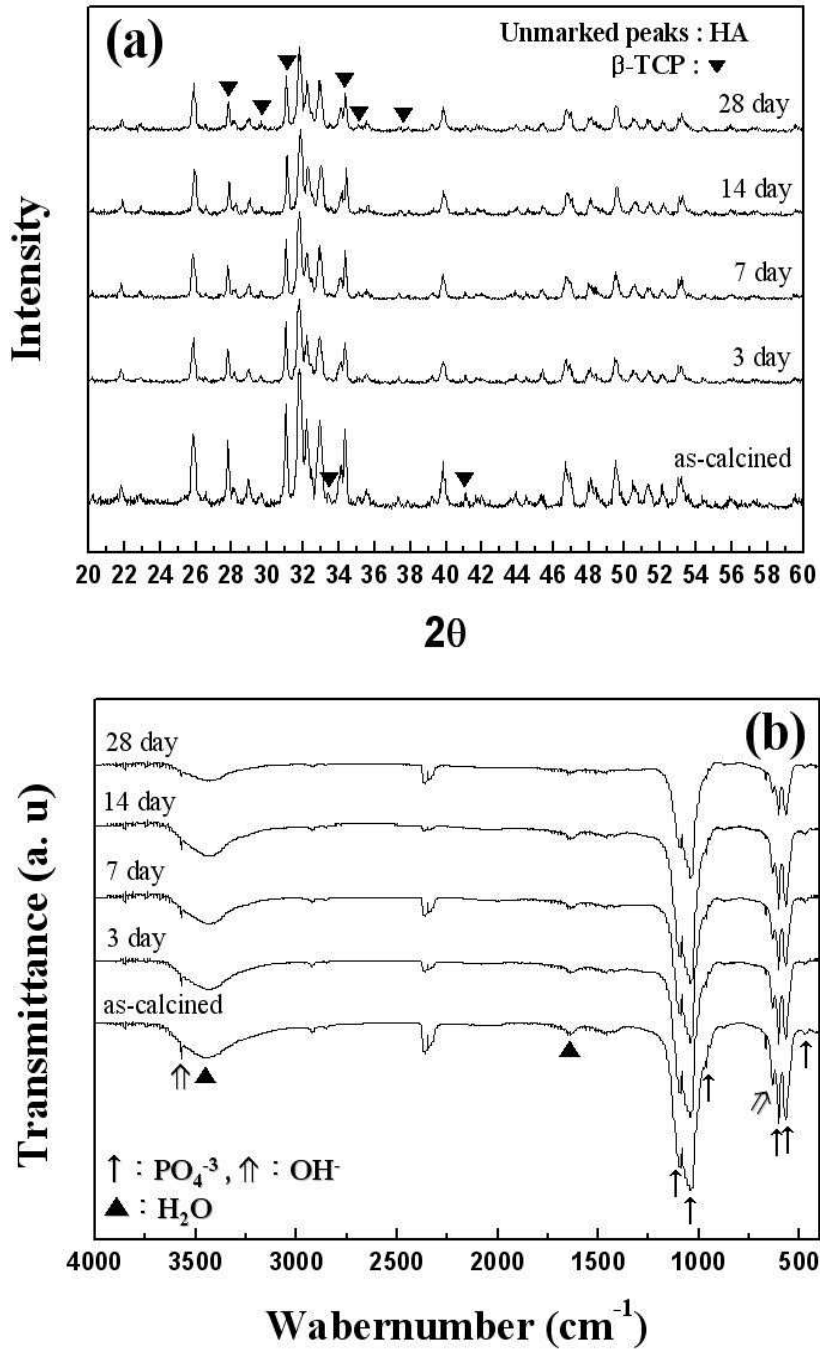 (a)
Unmarked peaks : HA
β-TCP : ▼
28 day
14 day
7 day
3 day
as-calcined
Intensity
20 22 24 26 28 30 32 34 36 38 40 42 44 46 48 50 52 54 56 58 60
2θ
(b)
28 day
14 day
7 day
3 day
as-calcined
Transmittance (a. u)
↑ : PO₄⁻³ , ⇑ : OH⁻
▲ : H₂O
4000 3500 3000 2500 2000 1500 1000 500
Wabernumber (cm⁻¹)